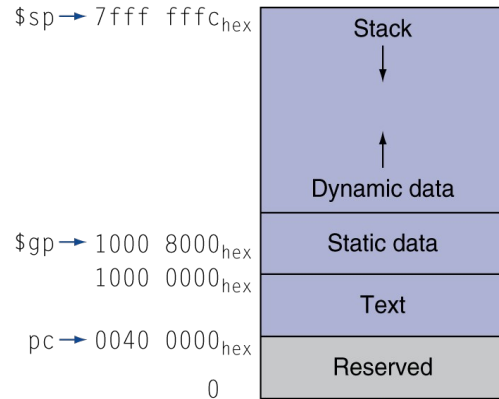 $sp → 7fff fffc hex
Stack
Dynamic data
$gp → 1000 8000 hex
Static data
1000 0000 hex
Text
pc → 0040 0000 hex
Reserved
0